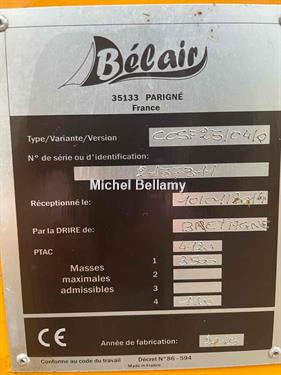 Bélair
35133 PARIGNÉ
France
Type/Variante/Version
N° de série ou d'identification:
Michel Bellamy
Réceptionné le:
Par la DRIRE de: BRETAGNE
PTAC
Masses 1
maximales 2
admissibles 3
4
CE Année de fabrication:
Conforme au code du travail Décret N°86 - 594
Made in France